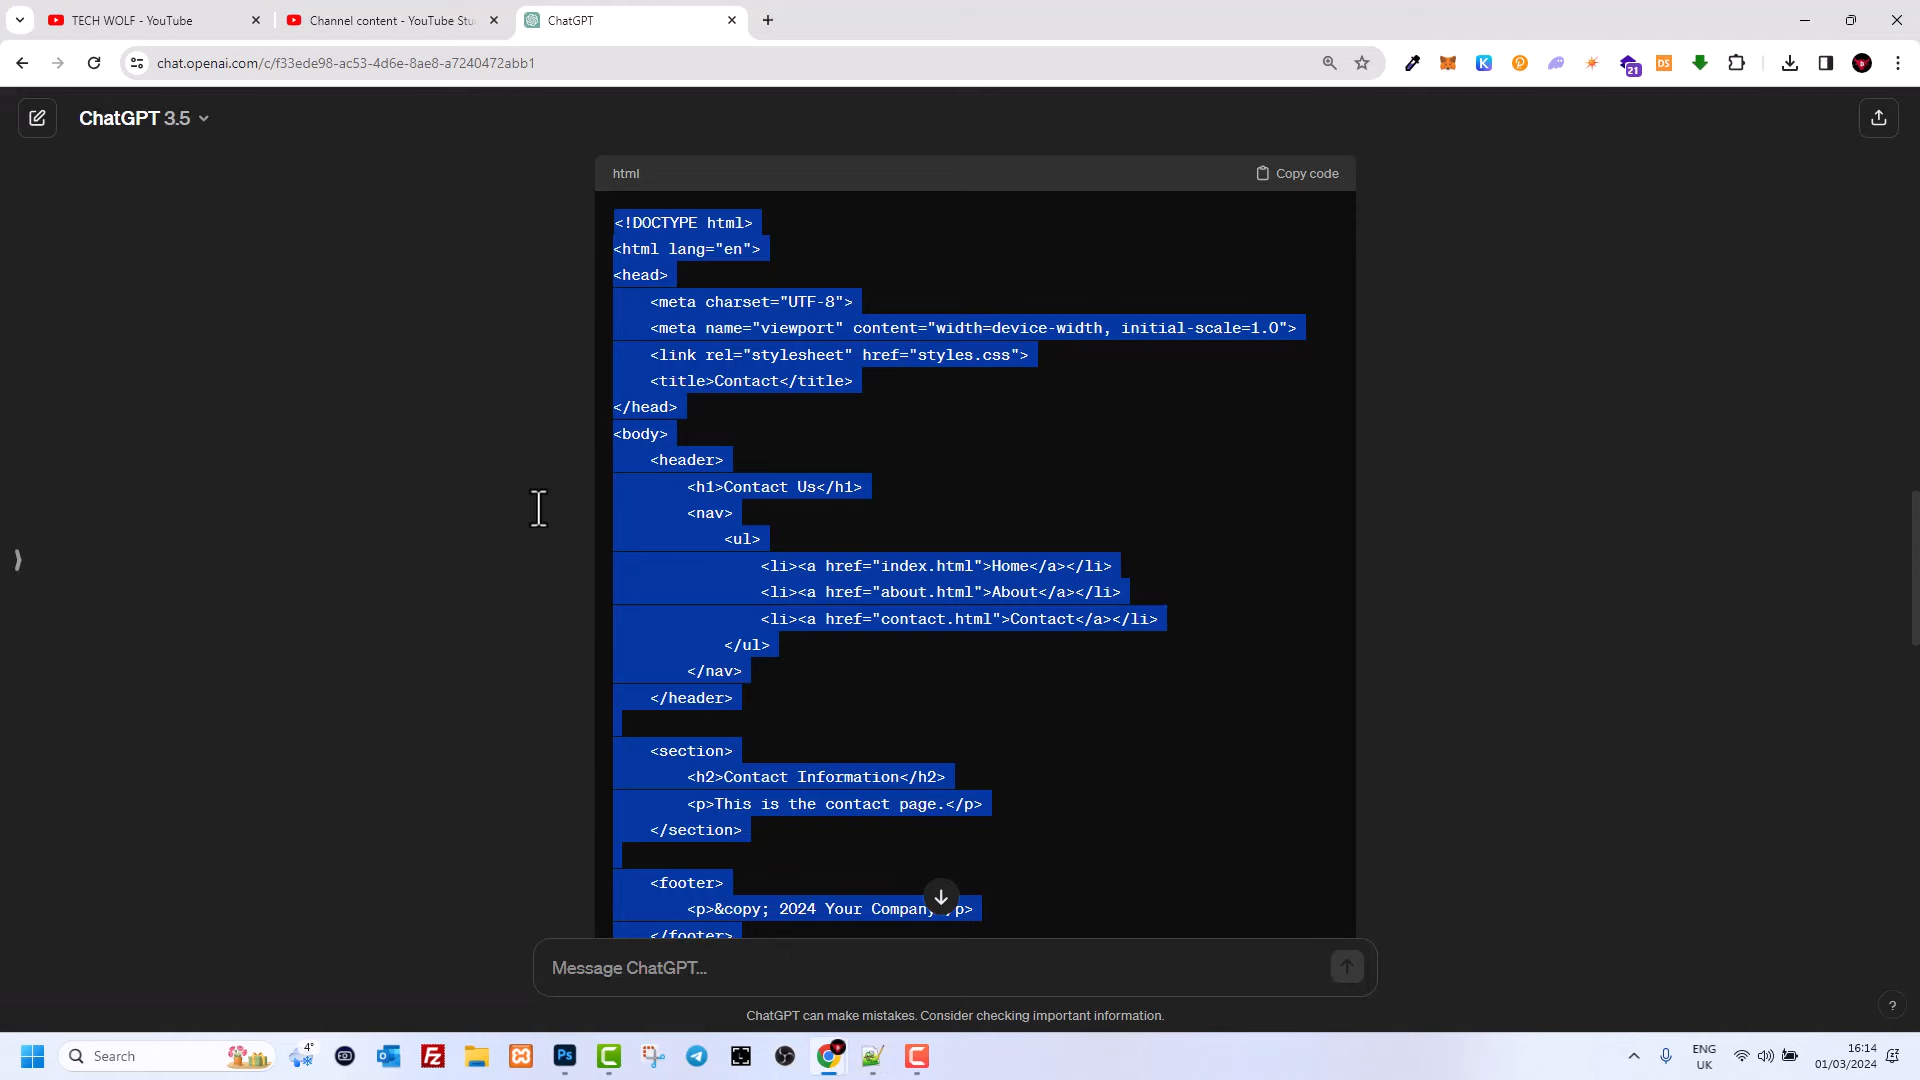 TECH WOLF - YouTube
Channel content - YouTube Stu
ChatGPT
chat.openai.com/c/f33ede98-ac53-4d6e-8ae8-a7240472abb1
K
DS
21
ChatGPT 3.5
html
Copy code
<!DOCTYPE html>
<html lang="en">
<head>
    <meta charset="UTF-8">
    <meta name="viewport" content="width=device-width, initial-scale=1.0">
    <link rel="stylesheet" href="styles.css">
    <title>Contact</title>
</head>
<body>
    <header>
        <h1>Contact Us</h1>
        <nav>
            <ul>
                <li><a href="index.html">Home</a></li>
                <li><a href="about.html">About</a></li>
                <li><a href="contact.html">Contact</a></li>
            </ul>
        </nav>
    </header>
    <section>
        <h2>Contact Information</h2>
        <p>This is the contact page.</p>
    </section>
    <footer>
        <p>&copy; 2024 Your Company /p>
    </footer>
Message ChatGPT...
ChatGPT can make mistakes. Consider checking important information.
?
Search
4°
Fz
Ps
C
L
C
ENG
UK
16:14
01/03/2024